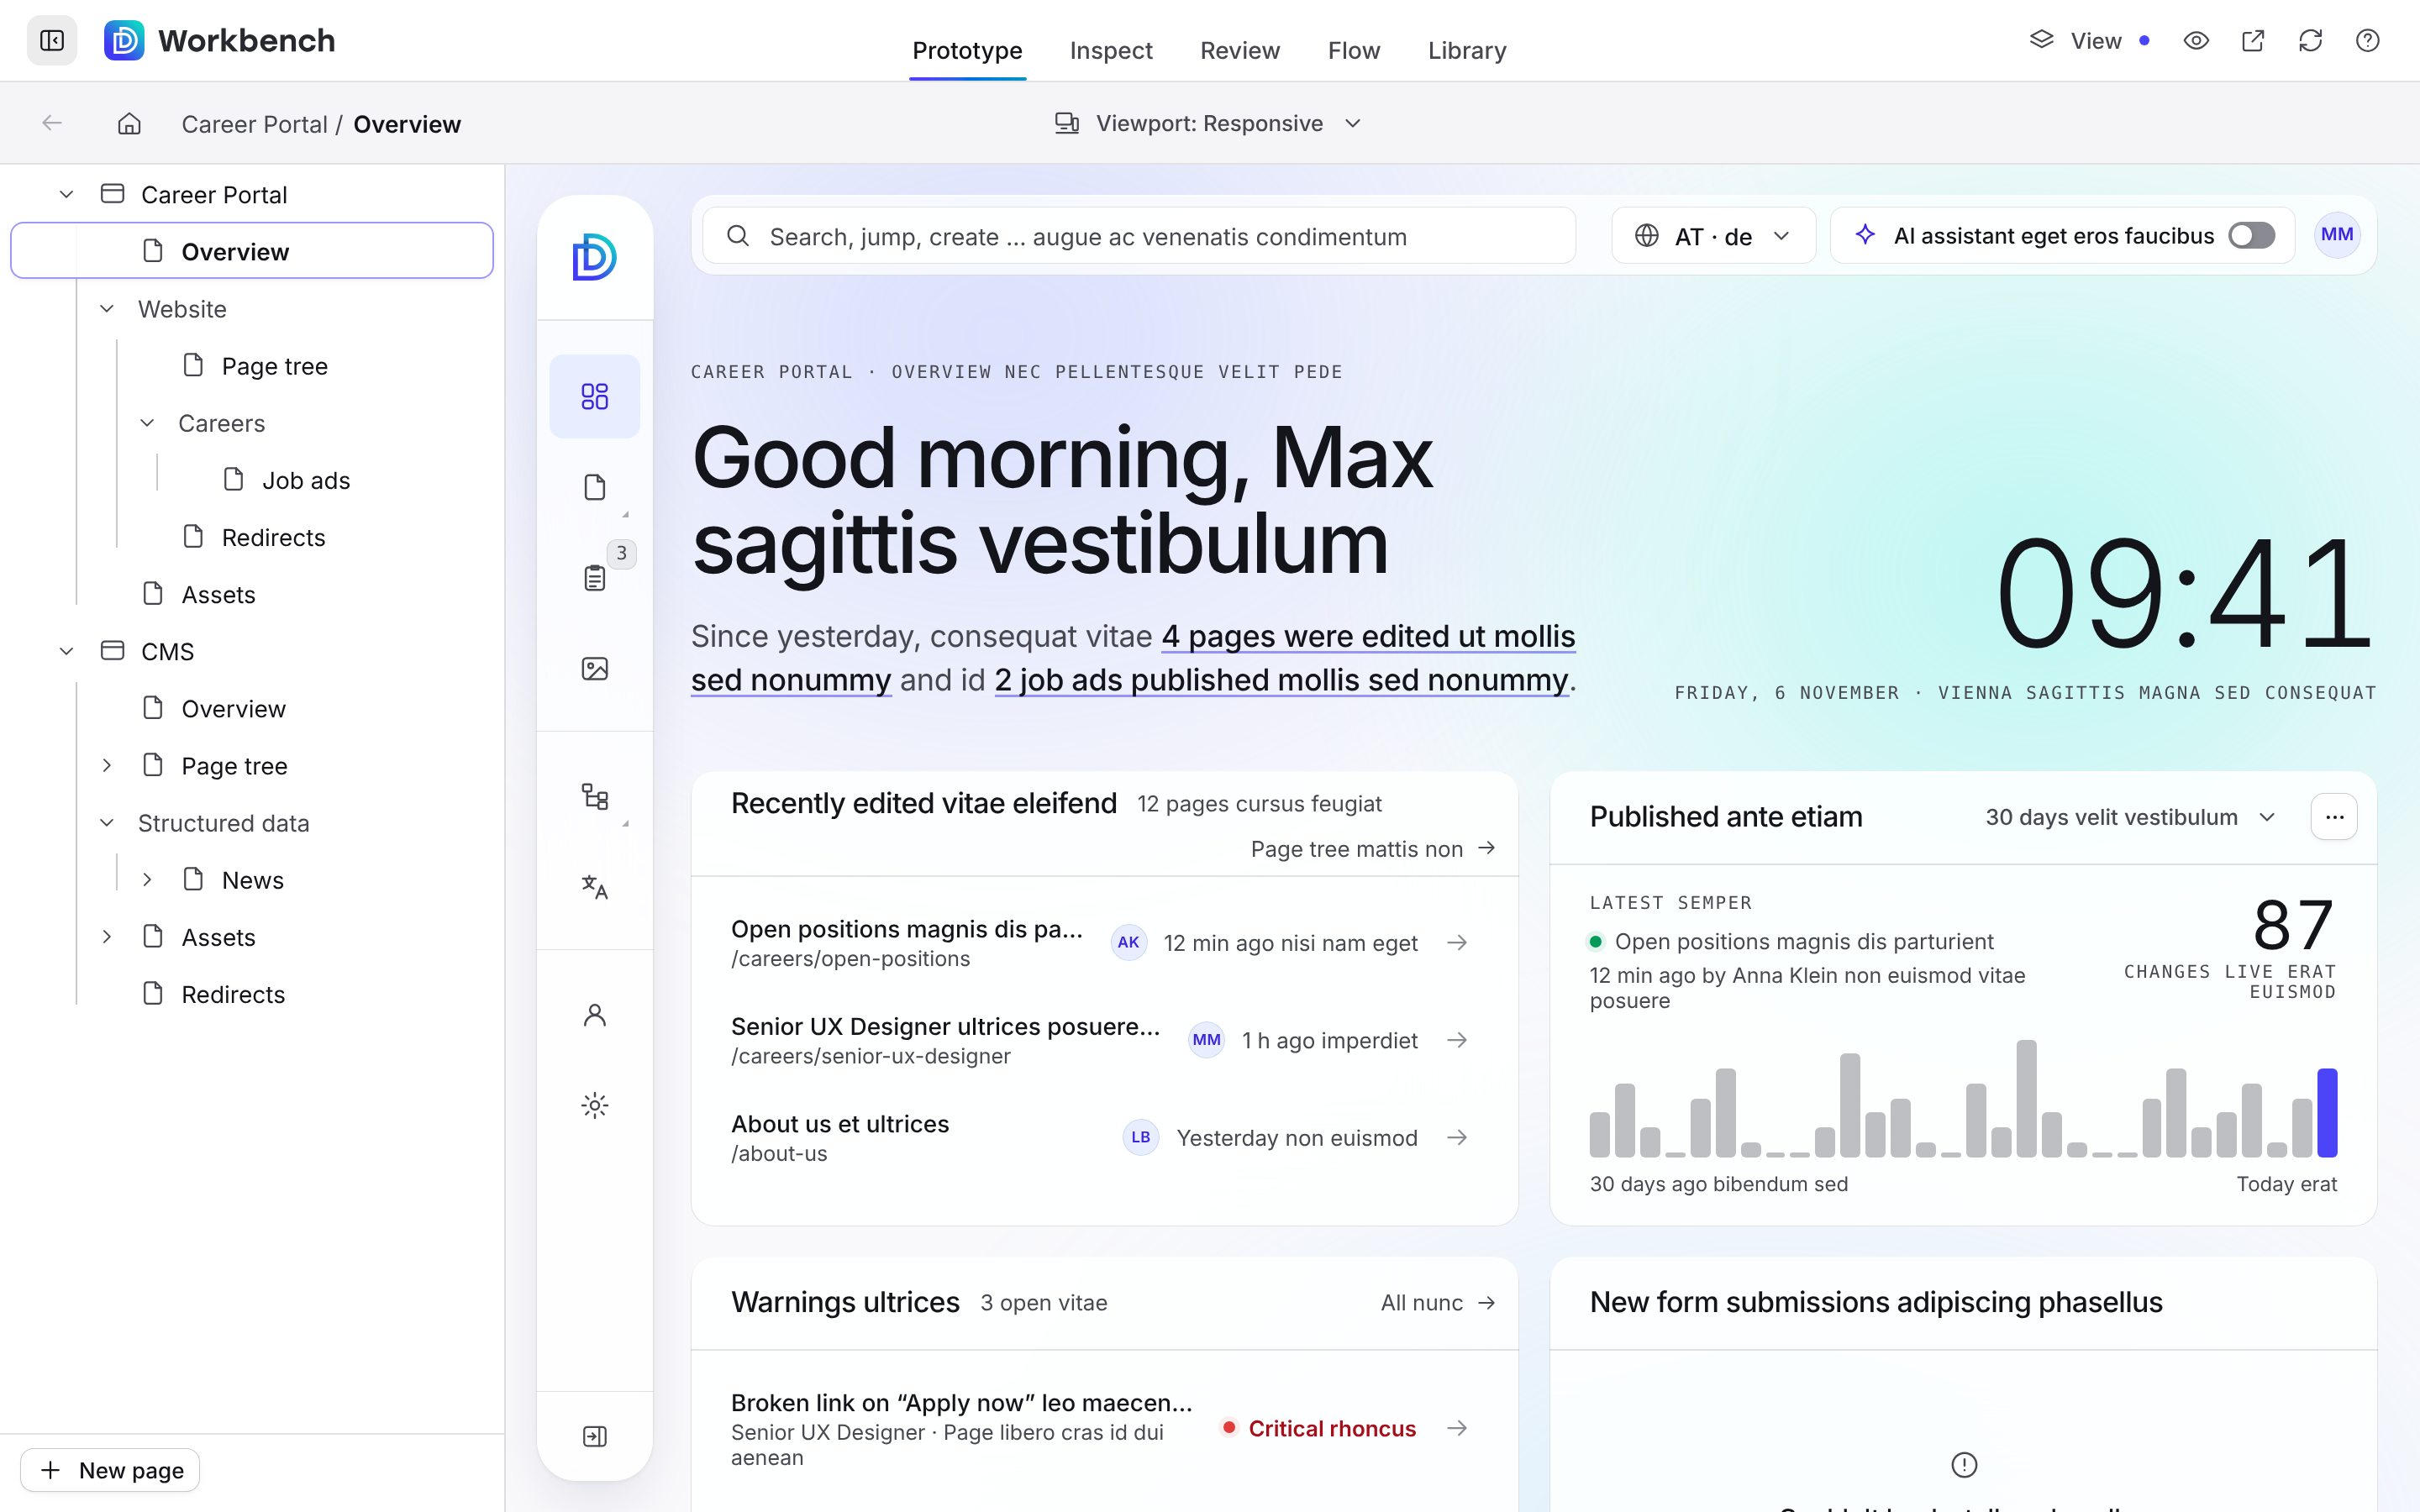 Workbench
Prototype
Inspect
Review
Flow
Library
View
Career Portal / Overview
Viewport: Responsive
Career Portal
Overview
Website
Page tree
Careers
Job ads
Redirects
Assets
CMS
Overview
Page tree
Structured data
News
Assets
Redirects
New page
3
Search, jump, create … augue ac venenatis condimentum
AT · de
AI assistant eget eros faucibus
MM
CAREER PORTAL · OVERVIEW NEC PELLENTESQUE VELIT PEDE
Good morning, Max
sagittis vestibulum
Since yesterday, consequat vitae 4 pages were edited ut mollis
sed nonummy and id 2 job ads published mollis sed nonummy.
09:41
FRIDAY, 6 NOVEMBER · VIENNA SAGITTIS MAGNA SED CONSEQUAT
Recently edited vitae eleifend
12 pages cursus feugiat
Page tree mattis non
Open positions magnis dis pa…
/careers/open-positions
AK
12 min ago nisi nam eget
Senior UX Designer ultrices posuere…
/careers/senior-ux-designer
MM
1 h ago imperdiet
About us et ultrices
/about-us
LB
Yesterday non euismod
Published ante etiam
30 days velit vestibulum
LATEST SEMPER
Open positions magnis dis parturient
12 min ago by Anna Klein non euismod vitae
posuere
87
CHANGES LIVE ERAT
EUISMOD
30 days ago bibendum sed
Today erat
Warnings ultrices
3 open vitae
All nunc
Broken link on “Apply now” leo maecen…
Senior UX Designer · Page libero cras id dui
aenean
Critical rhoncus
New form submissions adipiscing phasellus